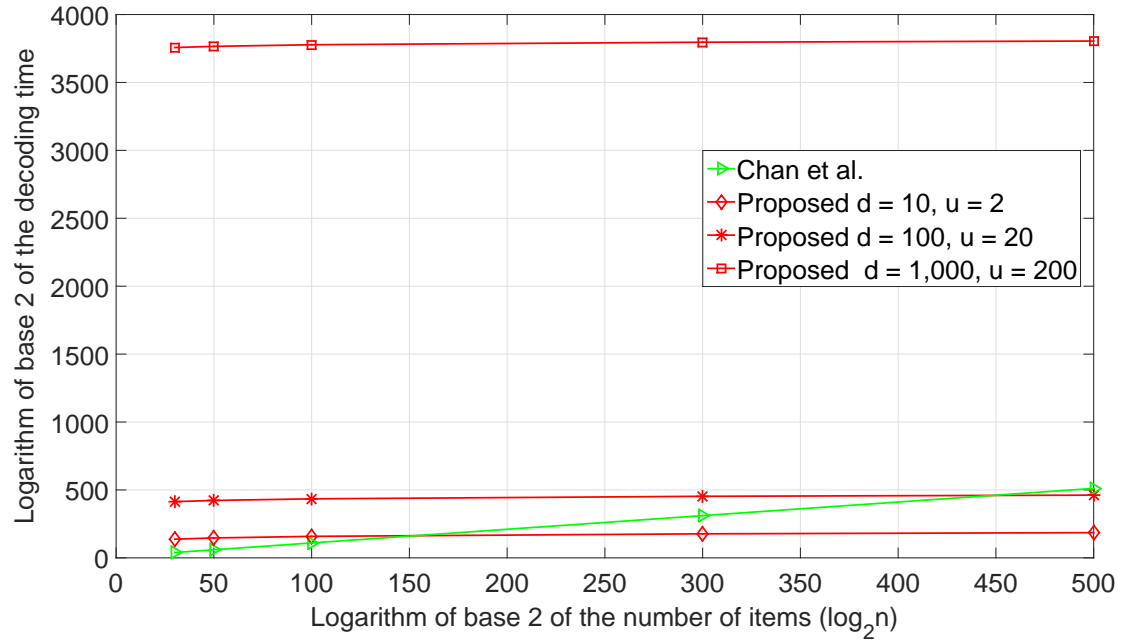 4000
3500
3000
2500
2000
1500
1000
500
0
Logarithm of base 2 of the decoding time
Chan et al.
Proposed d = 10, u = 2
Proposed d = 100, u = 20
Proposed  d = 1,000, u = 200
0 50 100 150 200 250 300 350 400 450 500
Logarithm of base 2 of the number of items (log₂n)